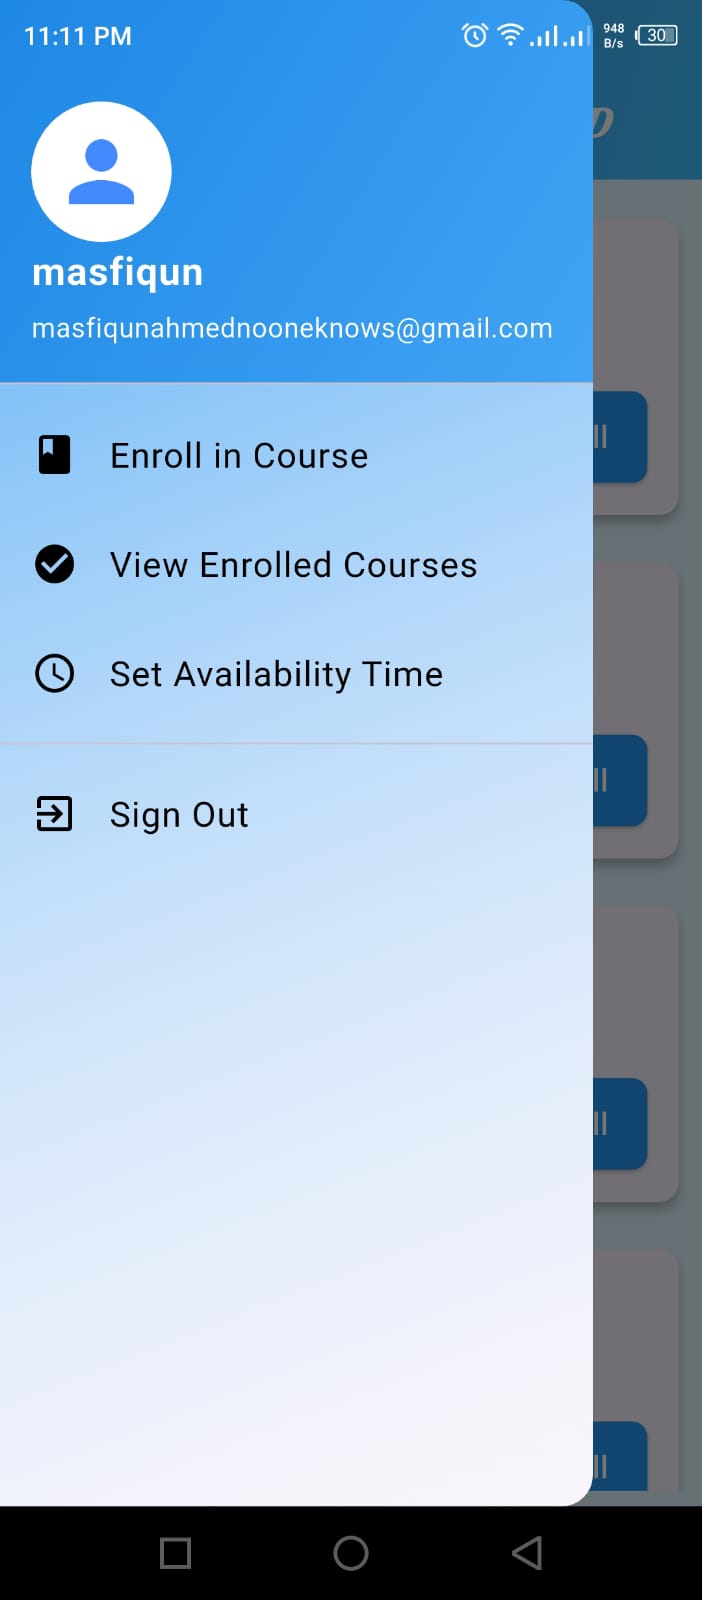 11:11 PM
948
B/s
30
masfiqun
masfiqunahmednooneknows@gmail.com
Enroll in Course
View Enrolled Courses
Set Availability Time
Sign Out